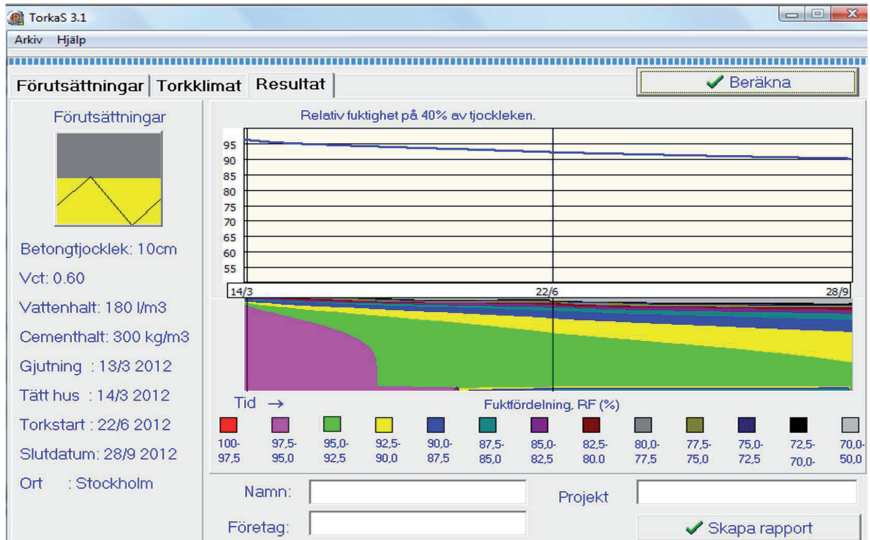 TorkaS 3.1
Arkiv Hjälp
Förutsättningar Torkklimat Resultat
Beräkna
Förutsättningar
Betongtjocklek: 10cm
Vct: 0.60
Vattenhalt: 180 l/m3
Cementhalt: 300 kg/m3
Gjutning : 13/3 2012
Tätt hus : 14/3 2012
Torkstart : 22/6 2012
Slutdatum: 28/9 2012
Ort : Stockholm
Relativ fuktighet på 40% av tjockleken.
95
90
85
80
75
70
65
60
55
14/3 22/6 28/9
Tid → Fuktfördelning, RF (%)
100- 97,5- 95,0- 92,5- 90,0- 87,5- 85,0- 82,5- 80,0- 77,5- 75,0- 72,5- 70,0-
97,5 95,0 92,5 90,0 87,5 85,0 82,5 80.0 77,5 75,0 72,5 70,0- 50,0
Namn: Projekt
Företag: Skapa rapport